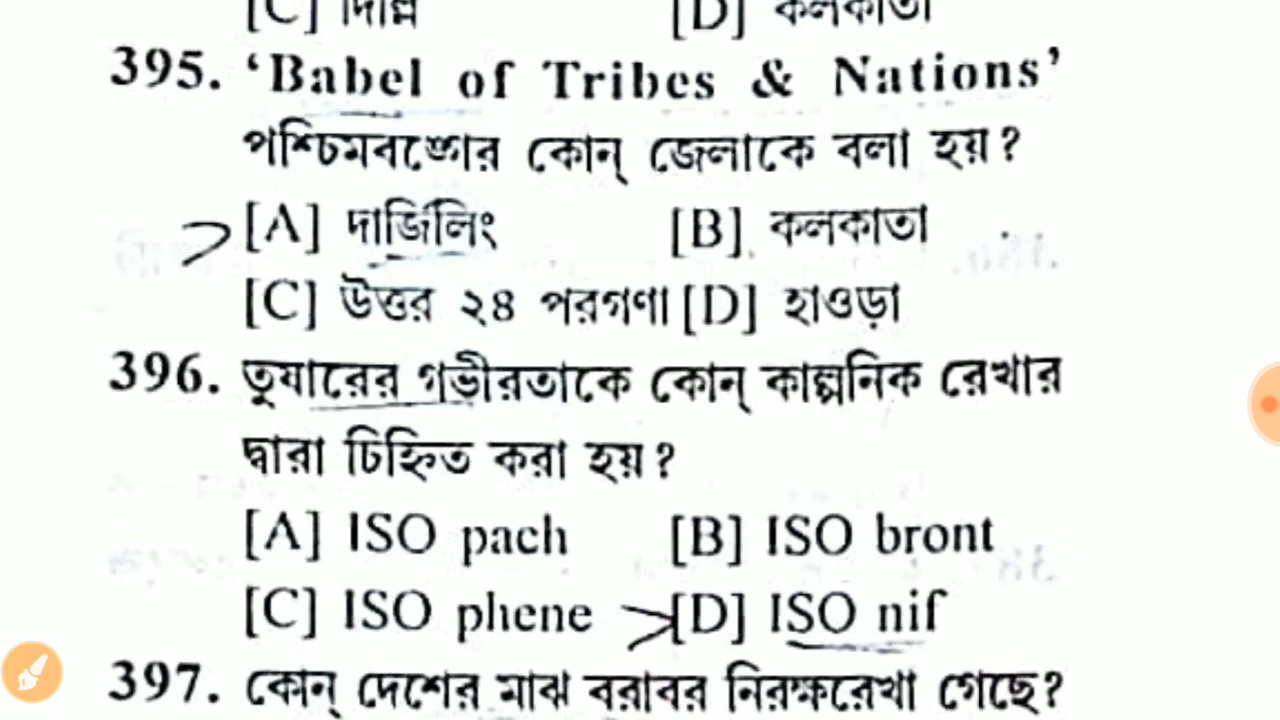 [C] দিল্লি [D] কলকাতা
395. ‘Babel of Tribes & Nations’
পশ্চিমবঙ্গের কোন্ জেলাকে বলা হয়?
[A] দার্জিলিং [B] কলকাতা
[C] উত্তর ২৪ পরগণা [D] হাওড়া
396. তুষারের গভীরতাকে কোন্ কাল্পনিক রেখার
দ্বারা চিহ্নিত করা হয়?
[A] ISO pach [B] ISO bront
[C] ISO phene [D] ISO nif
397. কোন্ দেশের মাঝ বরাবর নিরক্ষরেখা গেছে?